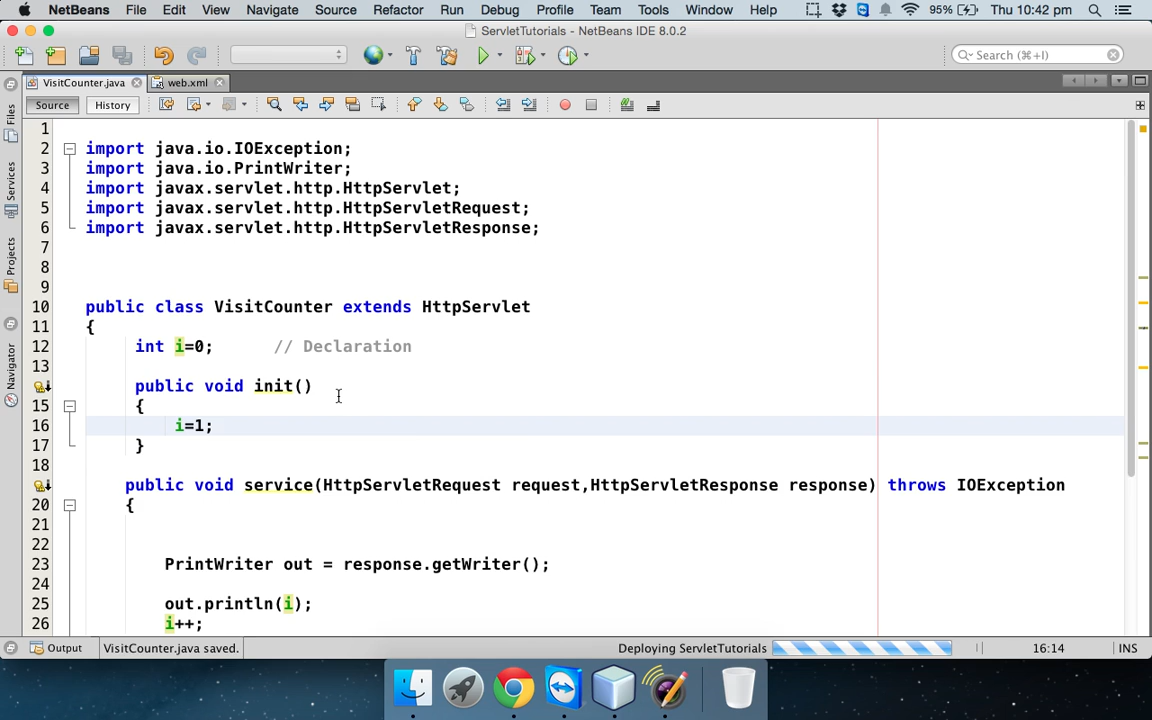 NetBeans File Edit View Navigate Source Refactor Run Debug Profile Team Tools Window Help 95% Thu 10:42 pm
ServletTutorials - NetBeans IDE 8.0.2
Search (⌘+I)
VisitCounter.java web.xml
Source History
Files
Services
Projects
Navigator
1
2 import java.io.IOException;
3 import java.io.PrintWriter;
4 import javax.servlet.http.HttpServlet;
5 import javax.servlet.http.HttpServletRequest;
6 import javax.servlet.http.HttpServletResponse;
7
8
9
10 public class VisitCounter extends HttpServlet
11 {
12 int i=0; // Declaration
13
public void init()
15 {
16 i=1;
17 }
18
public void service(HttpServletRequest request,HttpServletResponse response) throws IOException
20 {
21
22
23 PrintWriter out = response.getWriter();
24
25 out.println(i);
26 i++;
Output VisitCounter.java saved. Deploying ServletTutorials 16:14 INS